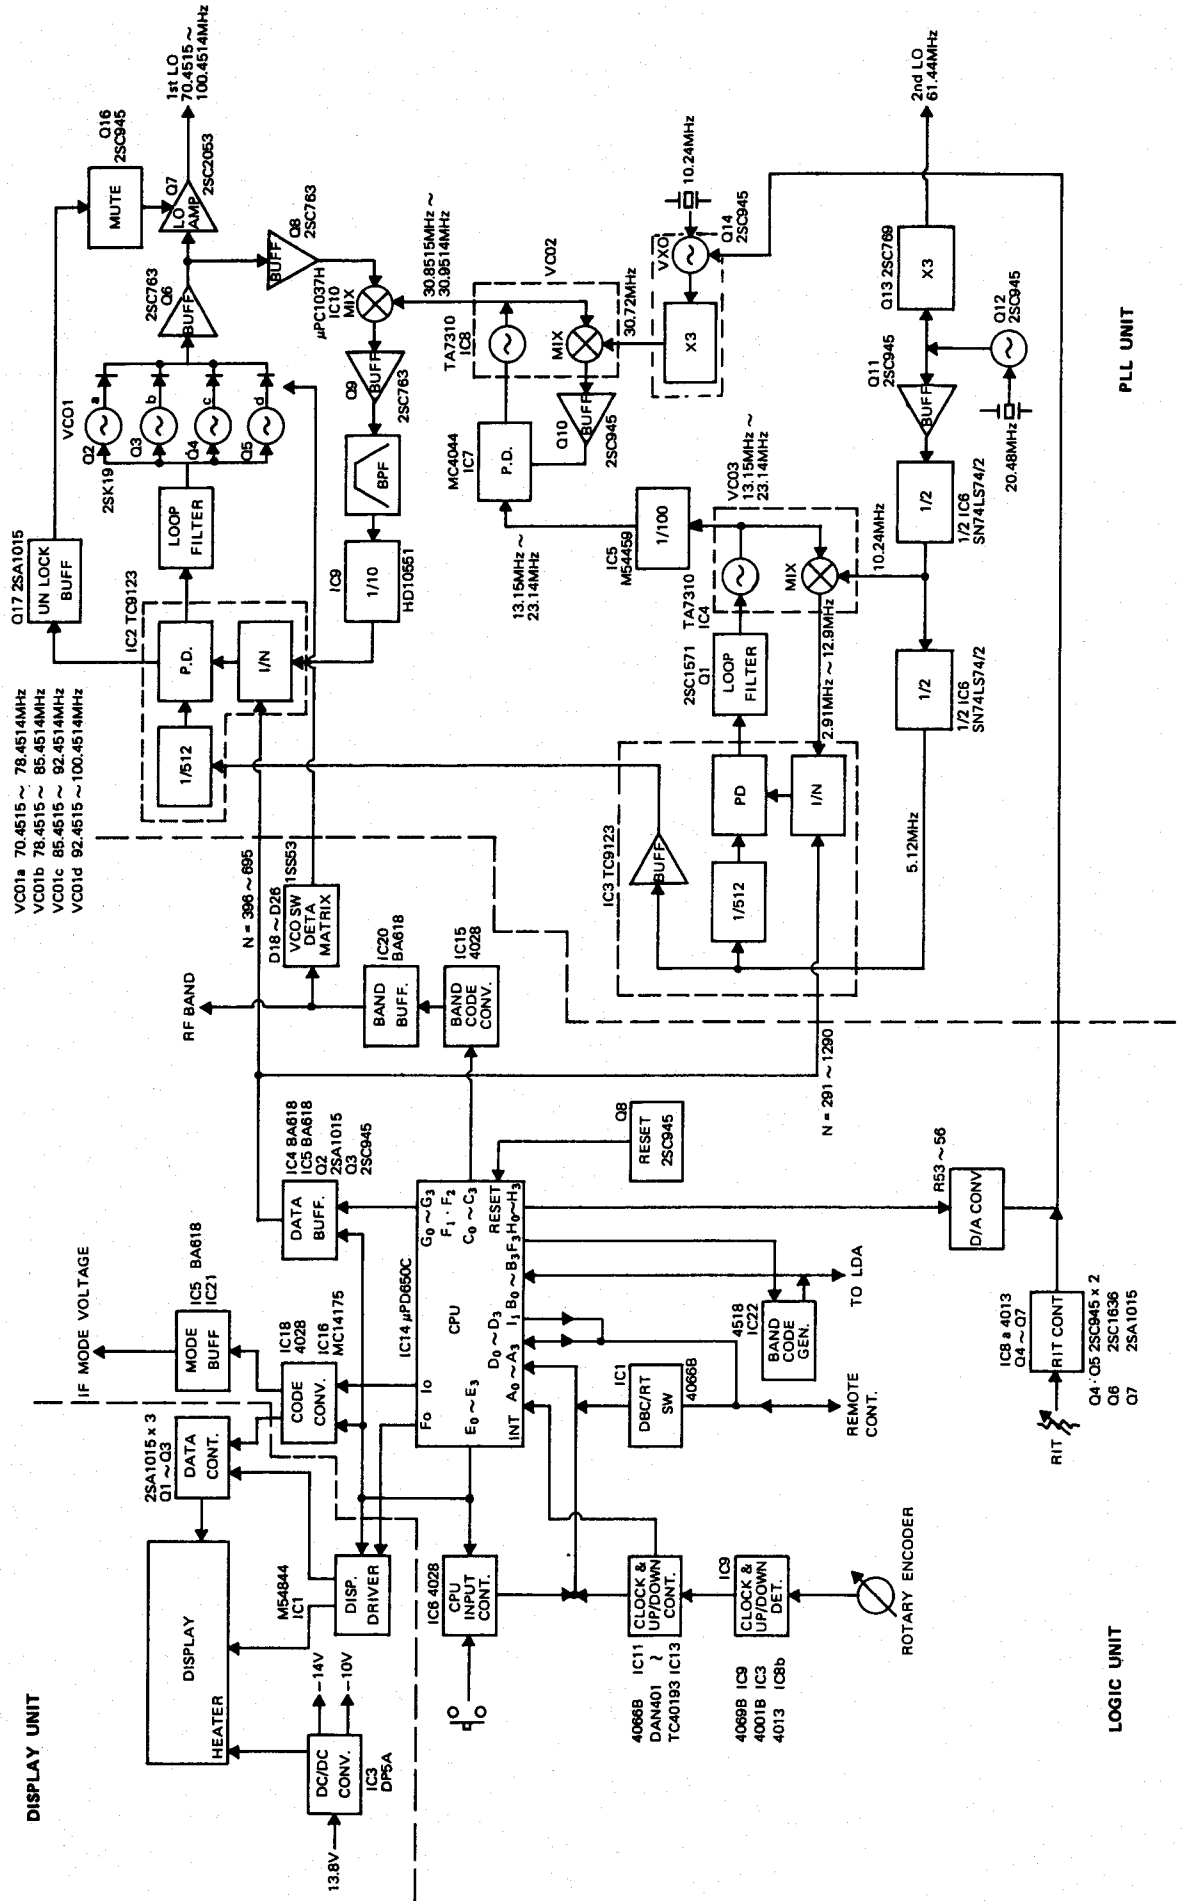 DISPLAY UNIT
13.8V
DC/DC
CONV.
IC3
DP5A
-14V
-10V
DISPLAY
HEATER
M54844
IC1
DISP.
DRIVER
2SA1015 x 3
Q1 ~ Q3
DATA
CONT.
IF MODE VOLTAGE
MODE
BUFF
IC5 BA618
IC21
CODE
CONV.
IC18
4028
IC16
MC14175
DATA
BUFF.
IC4 BA618
IC5 BA618
Q2
2SA1015
Q3
2SC945
IC14 μPD650C
CPU
F0
I0
E0 ~ E3
INT
A0 ~ A3
D0 ~ D3
I1
B0 ~ B3
F3
H0 ~ H3
RESET
G0 ~ G3
F1 · F2
C0 ~ C3
IC6 4028
CPU
INPUT
CONT.
CLOCK &
UP/DOWN
CONT.
4066B IC11
DAN401 ~
TC40193 IC13
IC9
CLOCK &
UP/DOWN
DET.
4069B IC9
4001B IC3
4013 IC8b
ROTARY ENCODER
IC1
DBC/RT
SW
4066B
REMOTE
CONT.
4518
IC22
BAND
CODE
GEN.
TO LDA
Q8
RESET
2SC945
R53 ~ 56
D/A CONV
IC8 a 4013
Q4 ~ Q7
RIT CONT
RIT
Q4 · Q5 2SC945 x 2
Q6 2SC1636
Q7 2SA1015
LOGIC UNIT
RF BAND
BAND
BUFF.
IC20
BA618
BAND
CODE
CONV.
IC15
4028
D18 ~ D26
1SS53
VCO SW
DETA
MATRIX
N = 396 ~ 695
N = 291 ~ 1290
VCO1a 70.4515 ~ 78.4514MHz
VCO1b 78.4515 ~ 85.4514MHz
VCO1c 85.4515 ~ 92.4514MHz
VCO1d 92.4515 ~ 100.4514MHz
IC2 TC9123
1/512
P.D.
I/N
Q17 2SA1015
UN LOCK
BUFF
LOOP
FILTER
VCO1
Q2
a
Q3
b
Q4
c
Q5
d
2SK19
2SC763
Q6
BUFF
Q16
2SC945
MUTE
Q7
LO
AMP
2SC2053
1st LO
70.4515 ~
100.4514MHz
BUFF
Q8
2SC763
μPC1037H
IC10
MIX
Q9
BUFF
2SC763
BPF
IC9
1/10
HD10551
30.8515MHz ~
30.9514MHz
VCO2
TA7310
IC8
MIX
30.72MHz
Q10
BUFF
2SC945
MC4044
IC7
P.D.
13.15MHz ~
23.14MHz
1/100
IC5
M54459
VXO
10.24MHz
Q14
2SC945
X3
VCO3
13.15MHz ~
23.14MHz
TA7310
IC4
MIX
10.24MHz
2SC1571
Q1
LOOP
FILTER
2.91MHz ~ 12.9MHz
IC3 TC9123
BUFF
1/512
PD
I/N
5.12MHz
1/2
1/2 IC6
SN74LS74/2
1/2
1/2 IC6
SN74LS74/2
Q11
2SC945
BUFF
20.48MHz
Q12
2SC945
Q13 2SC769
X3
2nd LO
61.44MHz
PLL UNIT